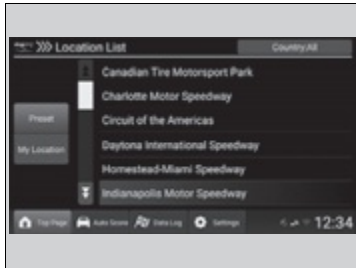 Location List
Country:All
Canadian Tire Motorsport Park
Charlotte Motor Speedway
Preset
Circuit of the Americas
My Location
Daytona International Speedway
Homestead-Miami Speedway
Indianapolis Motor Speedway
Top Page
Auto Score
Data Log
Settings
12:34